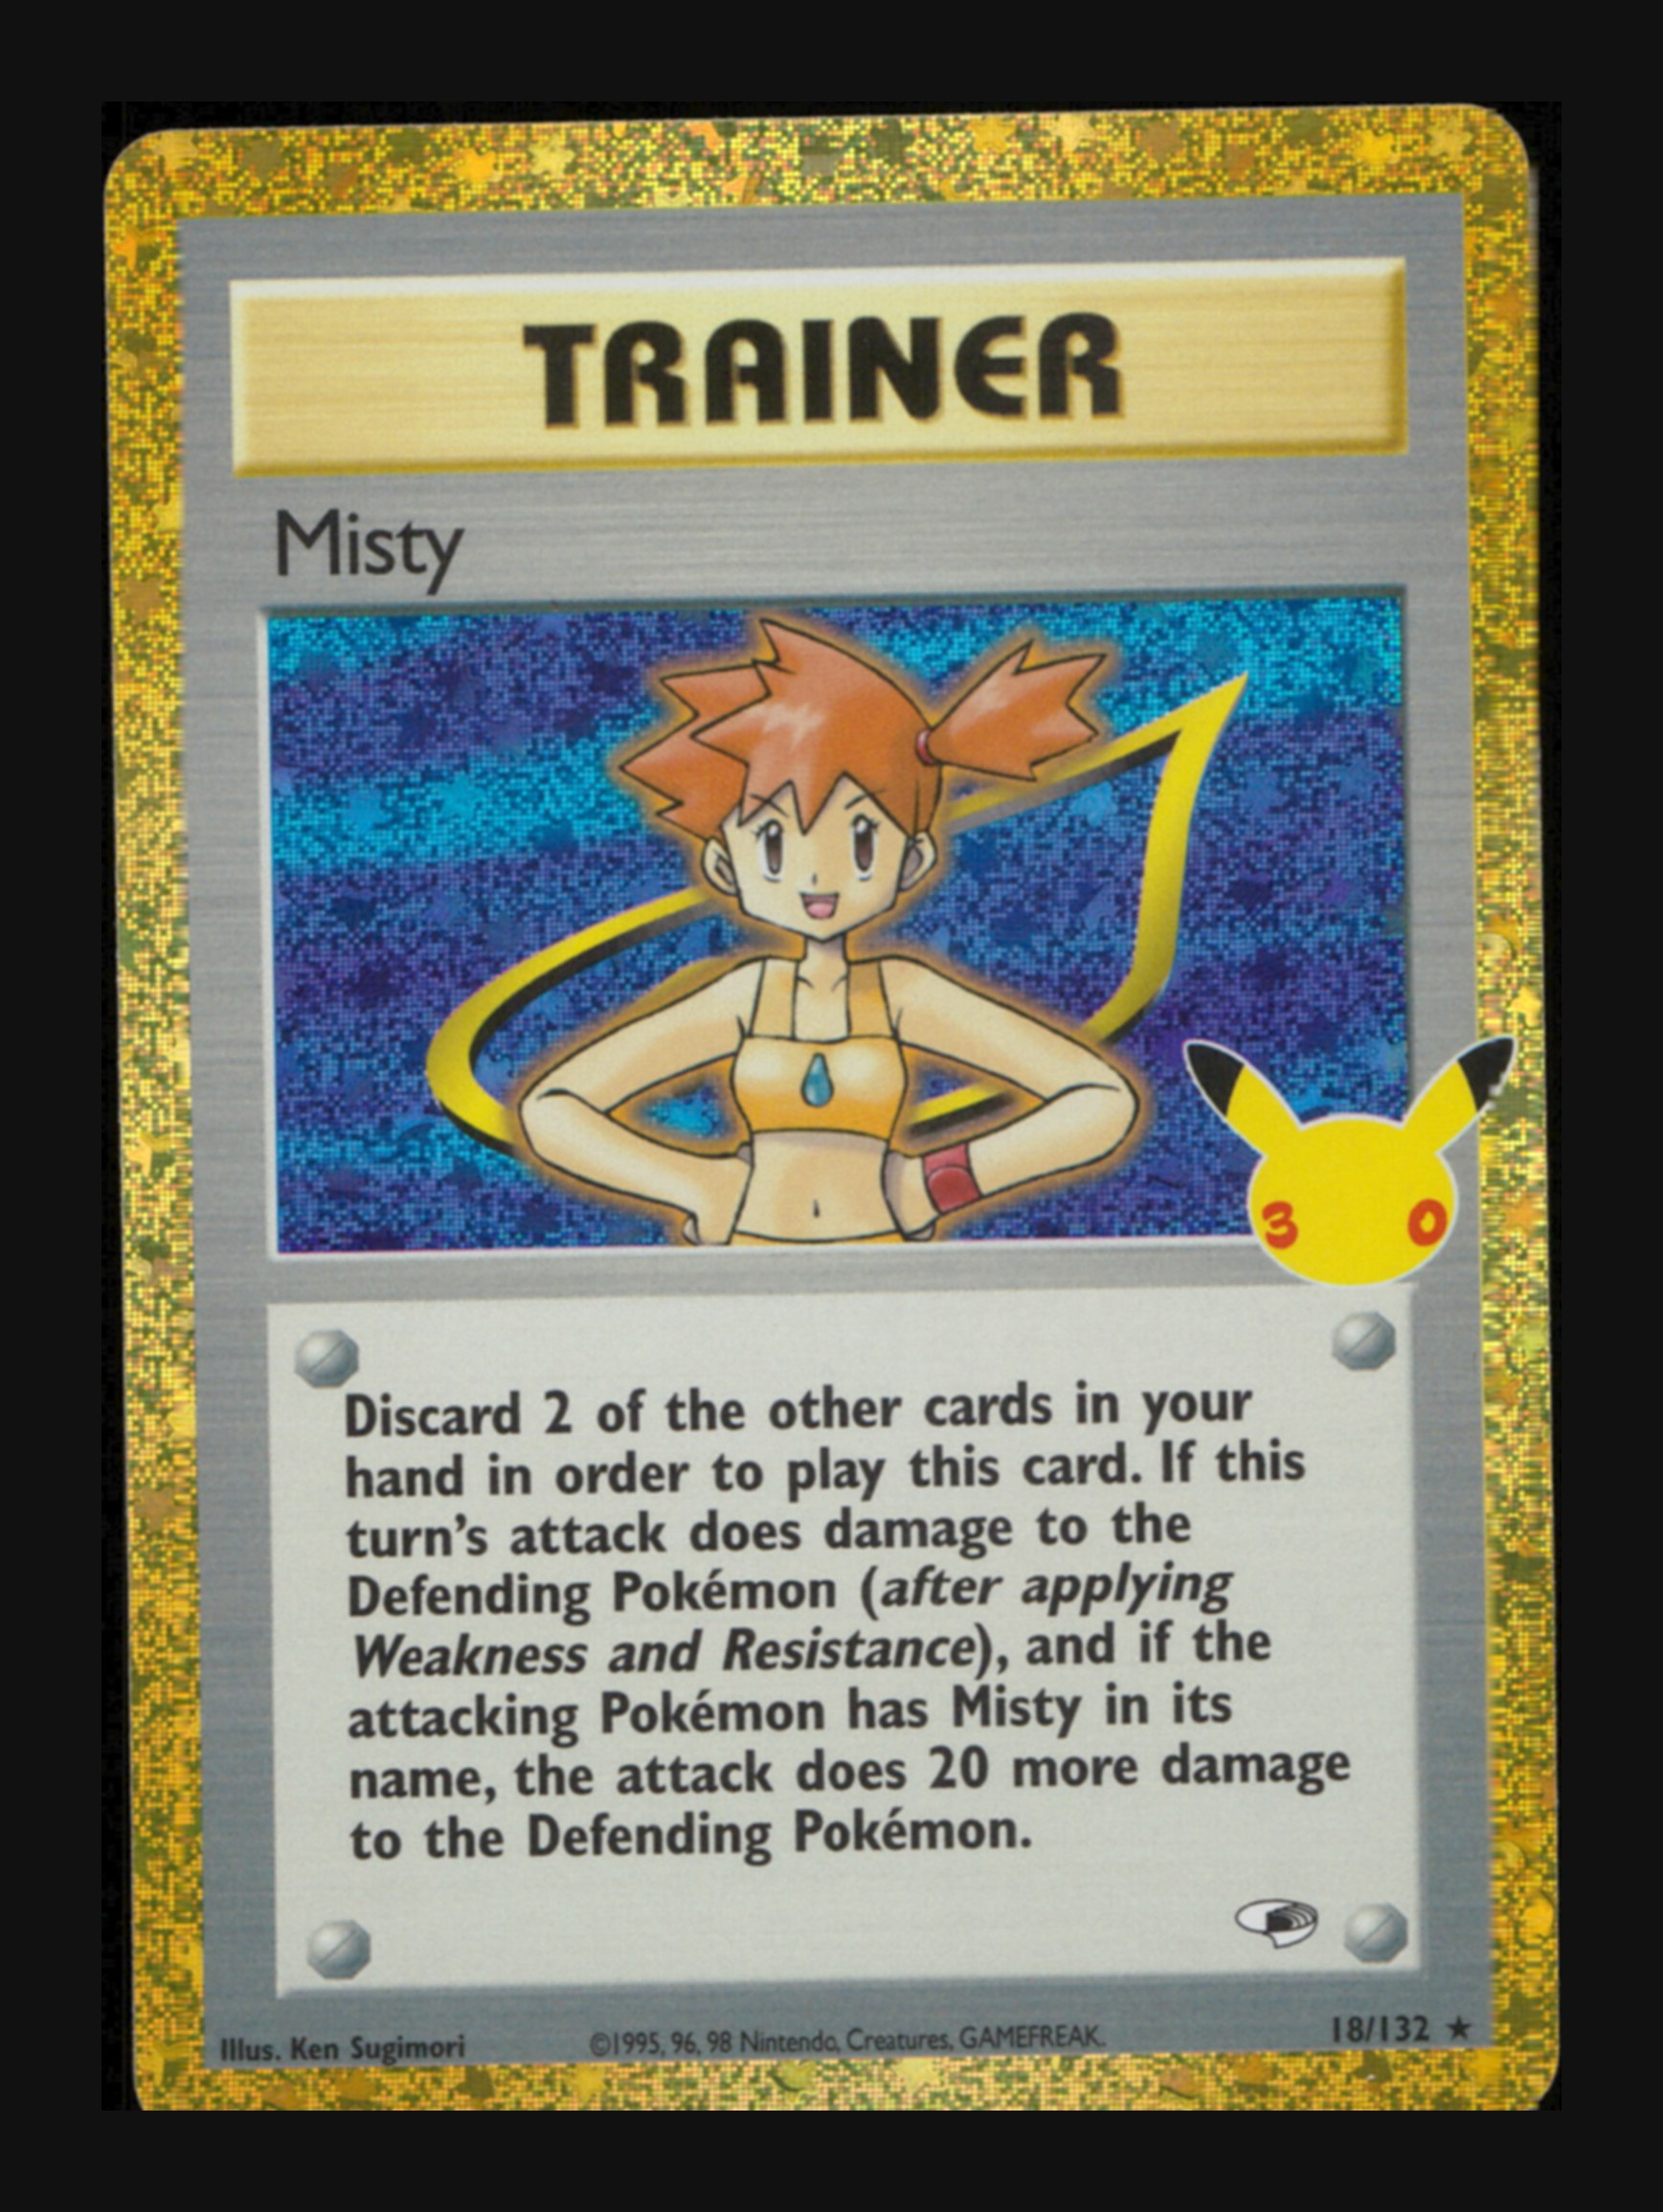 TRAINER
Misty
3 0
Discard 2 of the other cards in your
hand in order to play this card. If this
turn's attack does damage to the
Defending Pokémon (after applying
Weakness and Resistance), and if the
attacking Pokémon has Misty in its
name, the attack does 20 more damage
to the Defending Pokémon.
Illus. Ken Sugimori
©1995, 96, 98 Nintendo, Creatures, GAMEFREAK.
18/132 ★